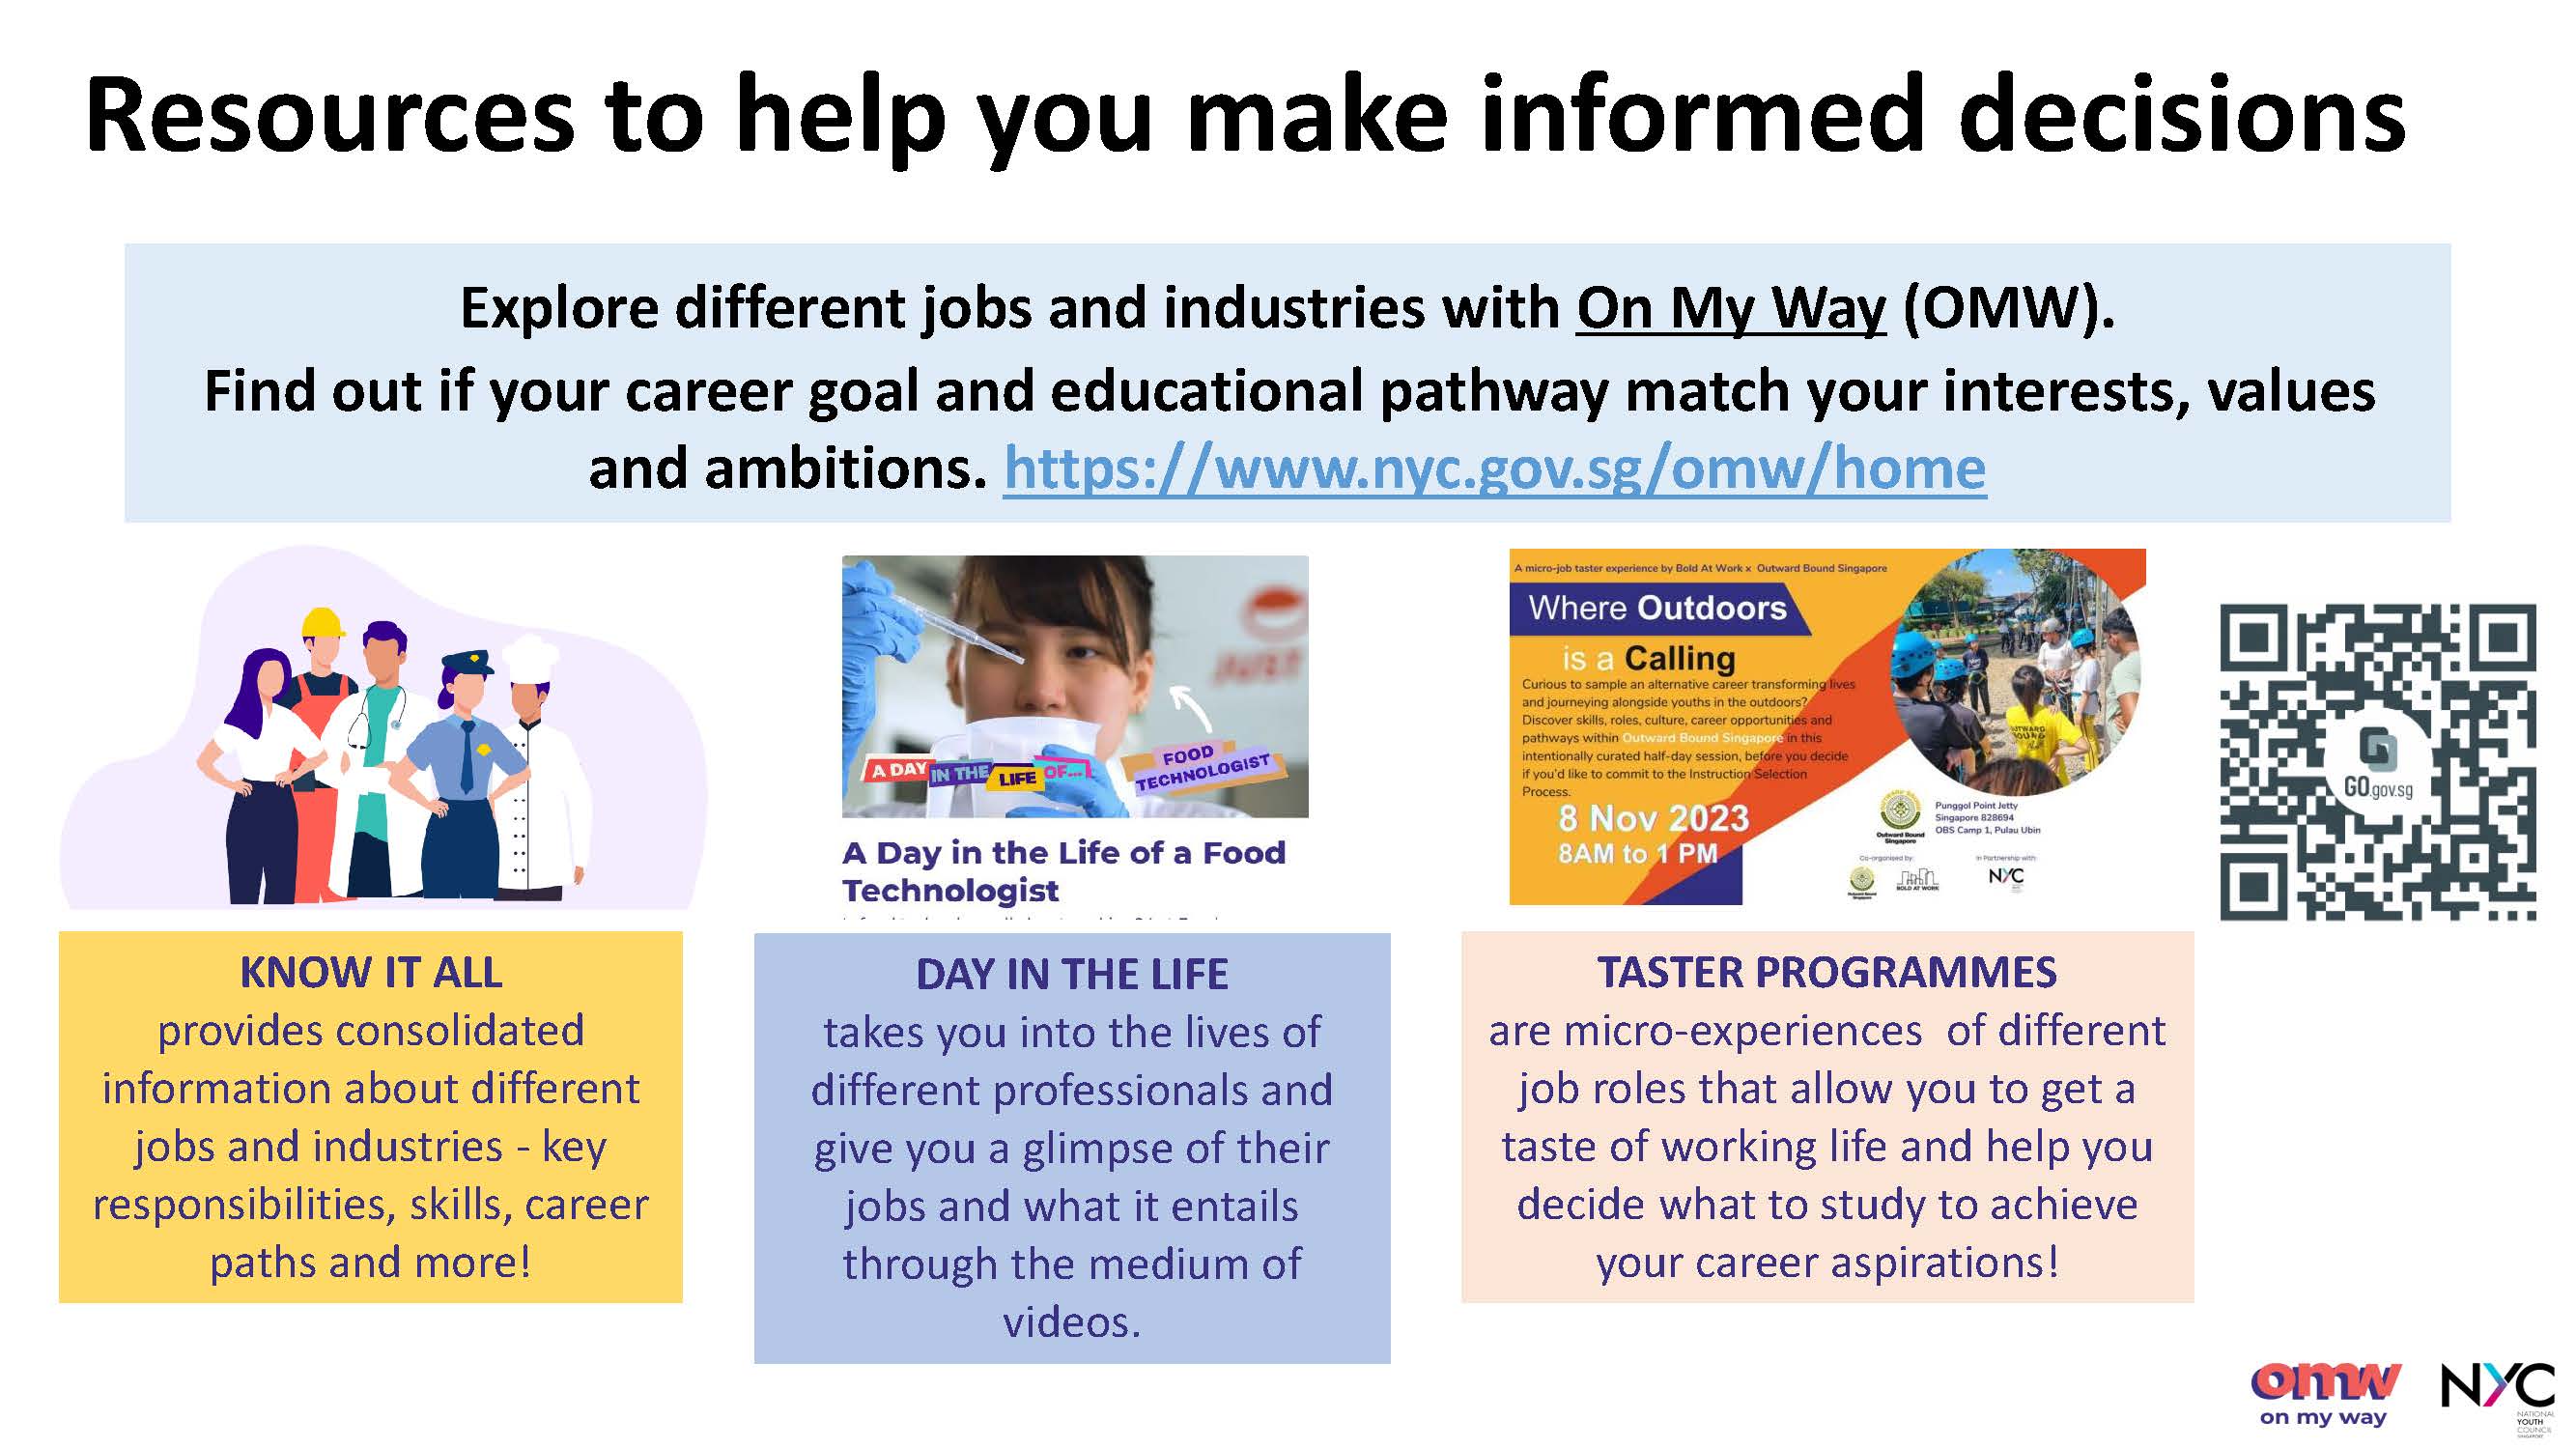 Resources to help you make informed decisions
Explore different jobs and industries with On My Way (OMW).
Find out if your career goal and educational pathway match your interests, values
and ambitions. https://www.nyc.gov.sg/omw/home
A DAY IN THE LIFE OF...
FOOD
TECHNOLOGIST
A Day in the Life of a Food
Technologist
A micro-job taster experience by Bold At Work x Outward Bound Singapore
Where Outdoors
is a Calling
Curious to sample an alternative career transforming lives
and journeying alongside youths in the outdoors?
Discover skills, roles, culture, career opportunities and
pathways within Outward Bound Singapore in this
intentionally curated half-day session, before you decide
if you'd like to commit to the Instruction Selection
Process.
8 Nov 2023
8AM to 1 PM
Outward Bound
Singapore
Punggol Point Jetty
Singapore 828694
OBS Camp 1, Pulau Ubin
Co-organised by:
In Partnership with:
BOLD AT WORK
NYC
GO.gov.sg
KNOW IT ALL
provides consolidated
information about different
jobs and industries - key
responsibilities, skills, career
paths and more!
DAY IN THE LIFE
takes you into the lives of
different professionals and
give you a glimpse of their
jobs and what it entails
through the medium of
videos.
TASTER PROGRAMMES
are micro-experiences of different
job roles that allow you to get a
taste of working life and help you
decide what to study to achieve
your career aspirations!
omw
on my way
NYC
NATIONAL
YOUTH
COUNCIL
SINGAPORE